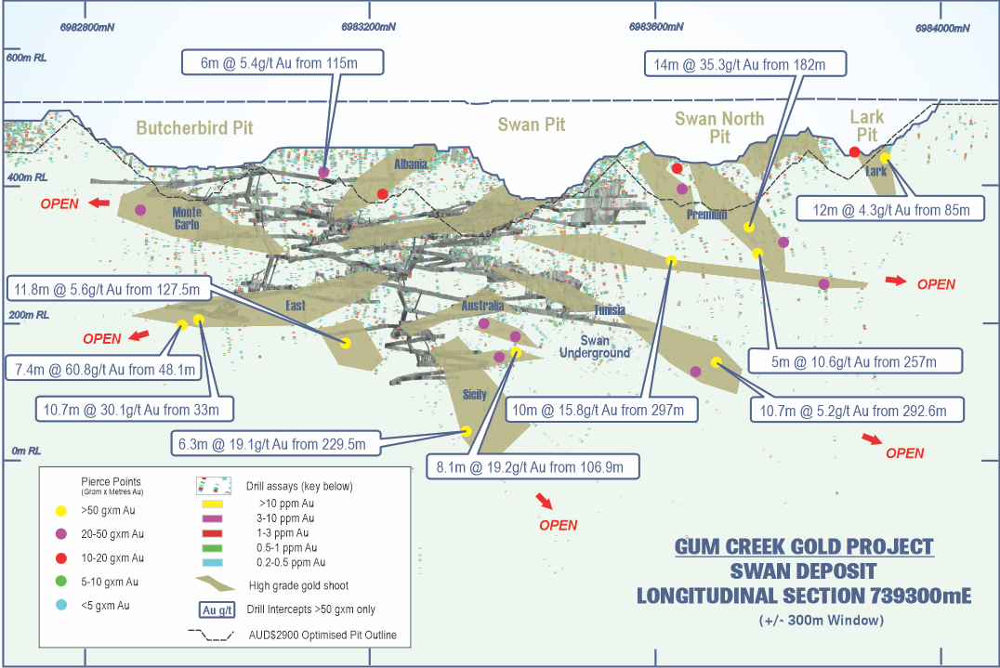 6982800mN
6983200mN
6983600mN
6984000mN
600m RL
6m @ 5.4g/t Au from 115m
14m @ 35.3g/t Au from 182m
Butcherbird Pit
Swan Pit
Swan North
Pit
Lark
Pit
400m RL
Albania
Lark
OPEN
Monte
Carlo
Premium
12m @ 4.3g/t Au from 85m
11.8m @ 5.6g/t Au from 127.5m
OPEN
East
Australia
Tunisia
200m RL
OPEN
Swan
Underground
7.4m @ 60.8g/t Au from 48.1m
5m @ 10.6g/t Au from 257m
Sicily
10.7m @ 30.1g/t Au from 33m
10m @ 15.8g/t Au from 297m
10.7m @ 5.2g/t Au from 292.6m
6.3m @ 19.1g/t Au from 229.5m
8.1m @ 19.2g/t Au from 106.9m
0m RL
OPEN
OPEN
Pierce Points
(Gram x Metres Au)
>50 gxm Au
20-50 gxm Au
10-20 gxm Au
5-10 gxm Au
<5 gxm Au
Drill assays (key below)
>10 ppm Au
3-10 ppm Au
1-3 ppm Au
0.5-1 ppm Au
0.2-0.5 ppm Au
High grade gold shoot
Au g/t Drill Intercepts >50 gxm only
AUD$2900 Optimised Pit Outline
GUM CREEK GOLD PROJECT
SWAN DEPOSIT
LONGITUDINAL SECTION 739300mE
(+/- 300m Window)